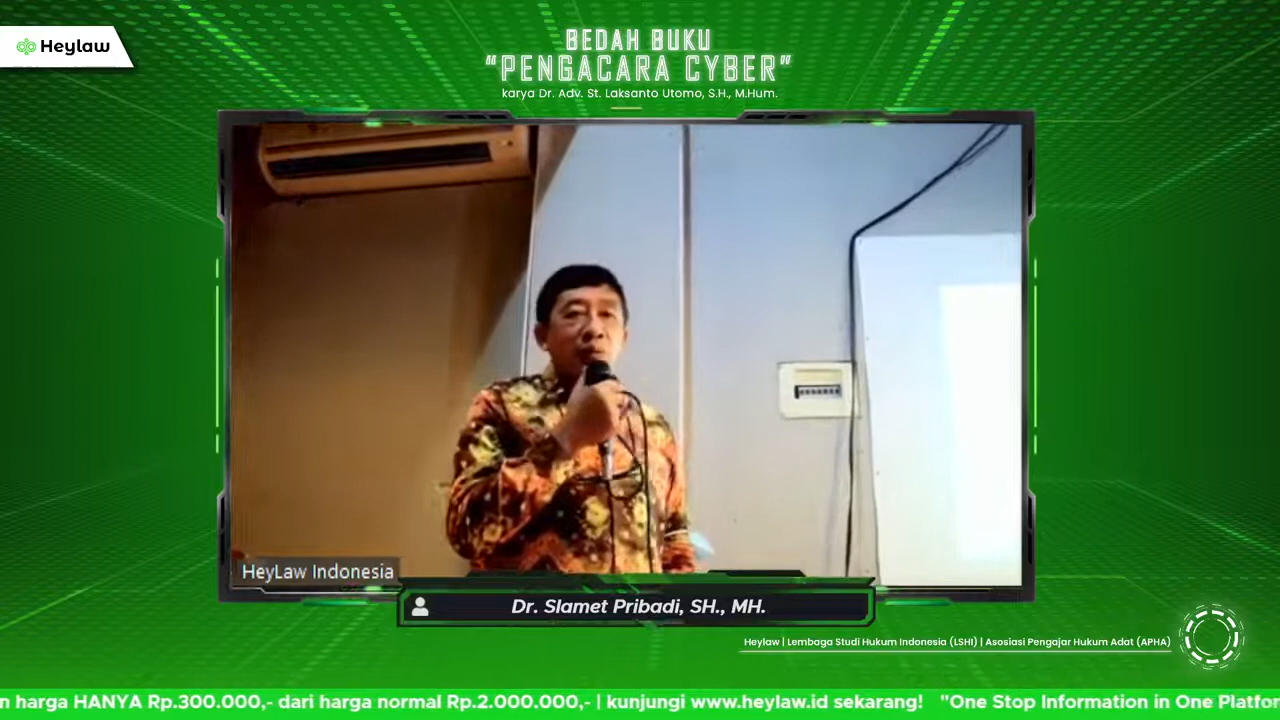 Heylaw
BEDAH BUKU
"PENGACARA CYBER"
karya Dr. Adv. St. Laksanto Utomo, S.H., M.Hum.
HeyLaw Indonesia
Dr. Slamet Pribadi, SH., MH.
Heylaw | Lembaga Studi Hukum Indonesia (LSHI) | Asosiasi Pengajar Hukum Adat (APHA)
n harga HANYA Rp.300.000,- dari harga normal Rp.2.000.000,- | kunjungi www.heylaw.id sekarang! "One Stop Information in One Platfor